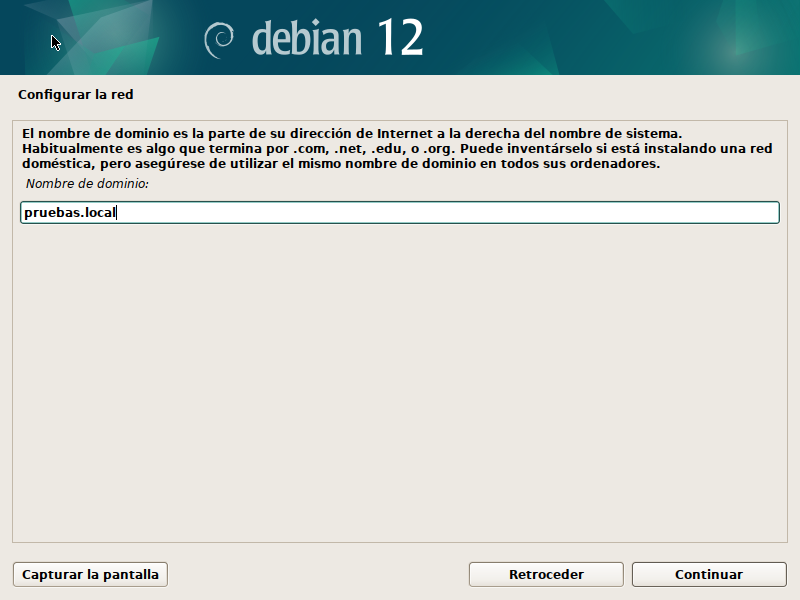 debian 12
Configurar la red
El nombre de dominio es la parte de su dirección de Internet a la derecha del nombre de sistema.
Habitualmente es algo que termina por .com, .net, .edu, o .org. Puede inventárselo si está instalando una red
doméstica, pero asegúrese de utilizar el mismo nombre de dominio en todos sus ordenadores.
Nombre de dominio:
pruebas.local
Capturar la pantalla Retroceder Continuar